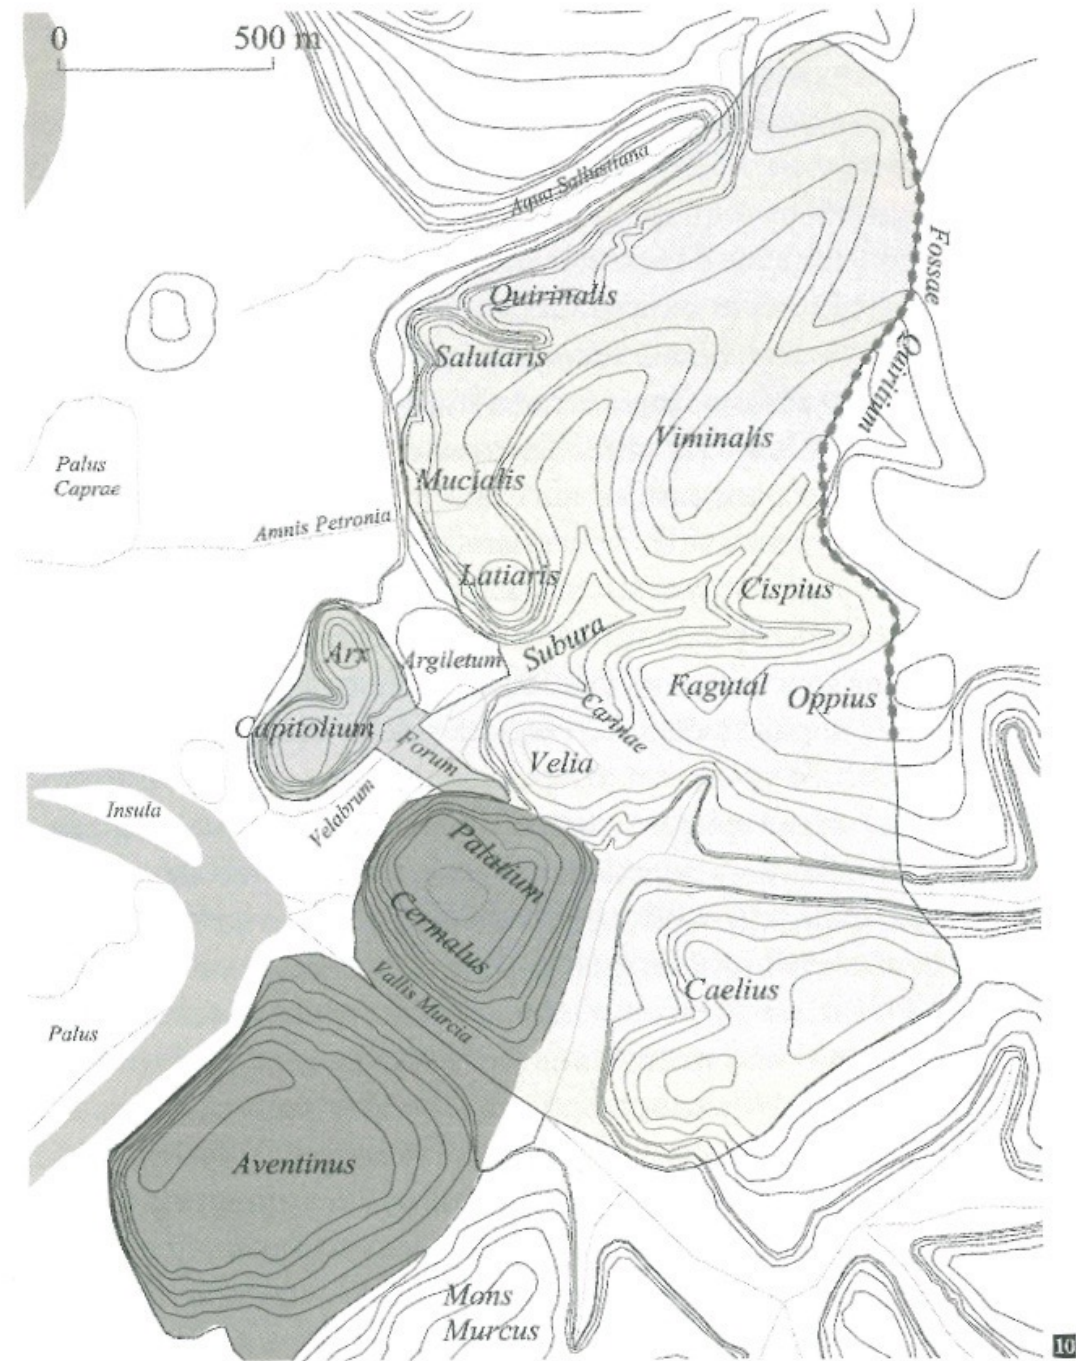 0 500 m
Aqua Sallustiana
Fossae
Quiritium
Quirinalis
Salutaris
Viminalis
Palus
Caprae
Mucialis
Amnis Petronia
Latiaris
Cispius
Subura
Arx
Argiletum
Fagutal
Oppius
Carinae
Capitolium
Forum
Velia
Insula
Velabrum
Palatium
Cermalus
Vallis Murcia
Caelius
Palus
Aventinus
Mons
Murcus
10